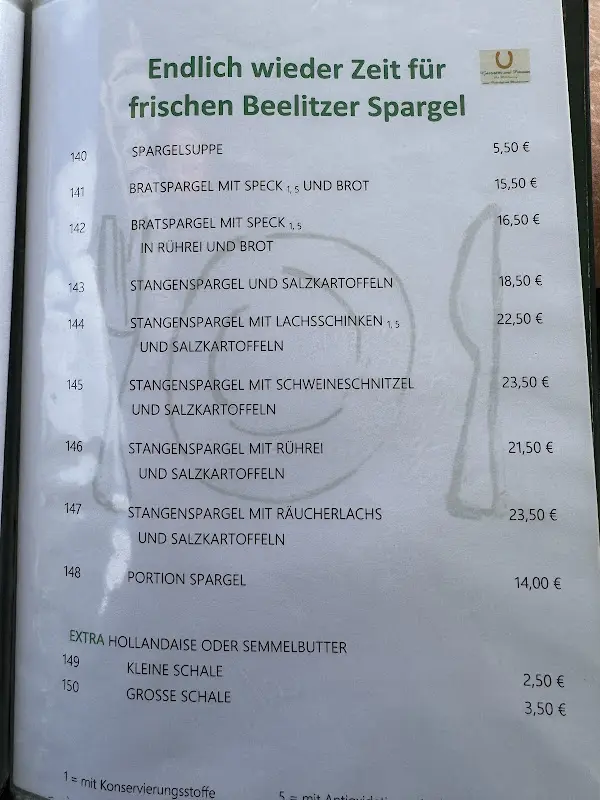 Endlich wieder Zeit für
frischen Beelitzer Spargel
140 SPARGELSUPPE 5,50 €
141 BRATSPARGEL MIT SPECK 1, 5 UND BROT 15,50 €
142 BRATSPARGEL MIT SPECK 1, 5 16,50 €
IN RÜHREI UND BROT
143 STANGENSPARGEL UND SALZKARTOFFELN 18,50 €
144 STANGENSPARGEL MIT LACHSSCHINKEN 1, 5 22,50 €
UND SALZKARTOFFELN
145 STANGENSPARGEL MIT SCHWEINESCHNITZEL 23,50 €
UND SALZKARTOFFELN
146 STANGENSPARGEL MIT RÜHREI 21,50 €
UND SALZKARTOFFELN
147 STANGENSPARGEL MIT RÄUCHERLACHS 23,50 €
UND SALZKARTOFFELN
148 PORTION SPARGEL 14,00 €
EXTRA HOLLANDAISE ODER SEMMELBUTTER
149 KLEINE SCHALE 2,50 €
150 GROSSE SCHALE 3,50 €
1 = mit Konservierungsstoffe 5 = mit